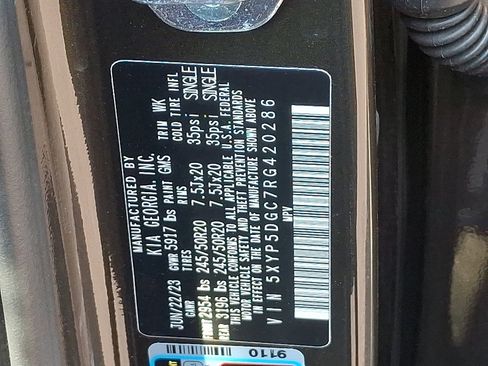 MANUFACTURED BY
KIA GEORGIA, INC.
JUN/22/23 GVWR 5917 lbs PAINT GMS TRIM WK
GAWR TIRES RIMS COLD TIRE INFL
2954 lbs 245/50R20 7.5Jx20 35psi SINGLE
3196 lbs 245/50R20 7.5Jx20 35psi SINGLE
THIS VEHICLE CONFORMS TO ALL APPLICABLE U.S.A. FEDERAL
MOTOR VEHICLE SAFETY AND THEFT PREVENTION STANDARDS
IN EFFECT ON THE DATE OF MANUFACTURE SHOWN ABOVE
VIN 5XYP5DGC7RG420286
MPV
9110